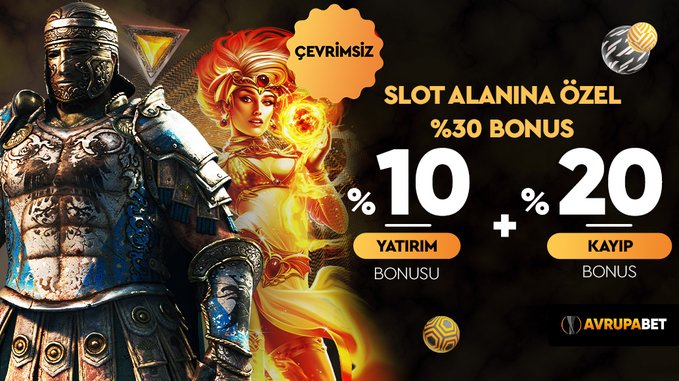 ÇEVRİMSİZ
SLOT ALANINA ÖZEL
%30 BONUS
%10
YATIRIM
BONUSU
+
%20
KAYIP
BONUS
AVRUPABET